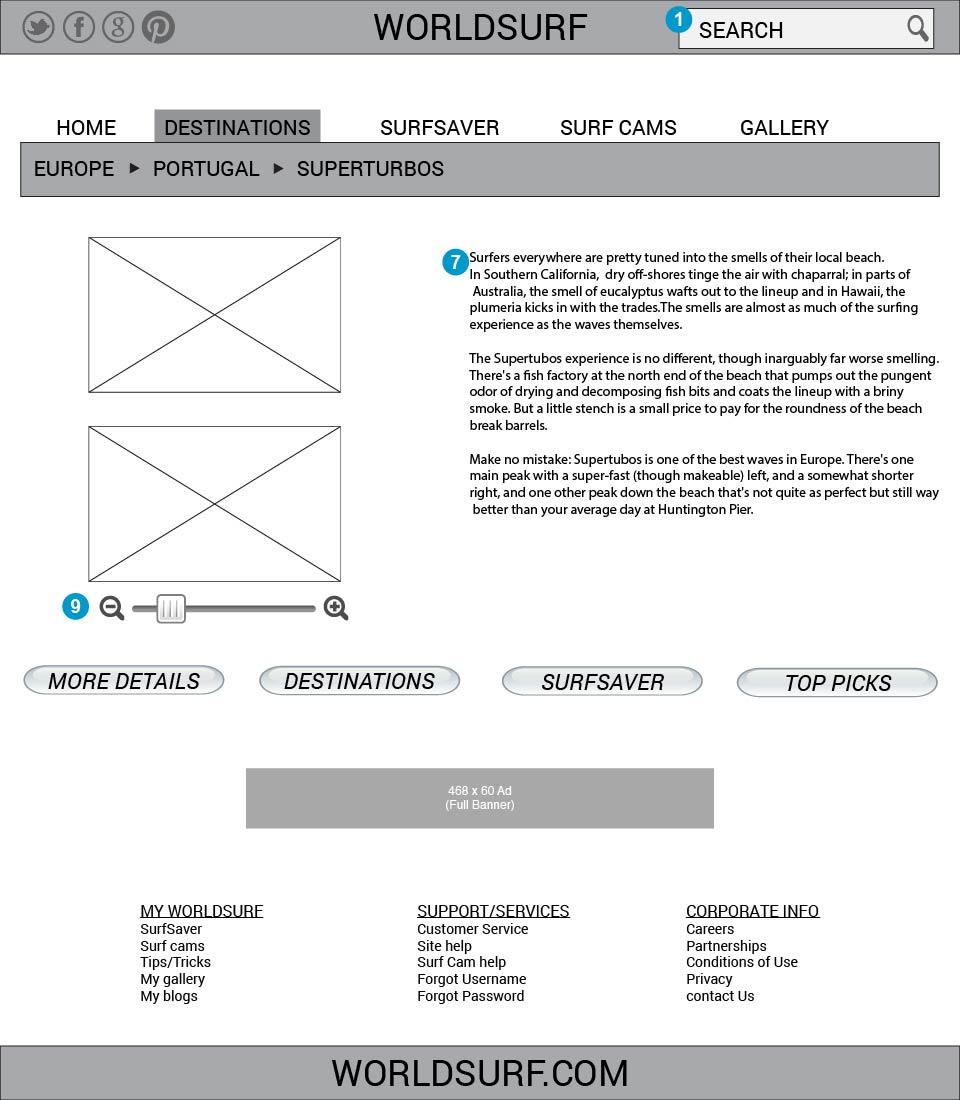 WORLDSURF
1
SEARCH
HOME
DESTINATIONS
SURFSAVER
SURF CAMS
GALLERY
EUROPE ▸ PORTUGAL ▸ SUPERTURBOS
7
Surfers everywhere are pretty tuned into the smells of their local beach.
In Southern California, dry off-shores tinge the air with chaparral; in parts of
Australia, the smell of eucalyptus wafts out to the lineup and in Hawaii, the
plumeria kicks in with the trades.The smells are almost as much of the surfing
experience as the waves themselves.
The Supertubos experience is no different, though inarguably far worse smelling.
There's a fish factory at the north end of the beach that pumps out the pungent
odor of drying and decomposing fish bits and coats the lineup with a briny
smoke. But a little stench is a small price to pay for the roundness of the beach
break barrels.
Make no mistake: Supertubos is one of the best waves in Europe. There's one
main peak with a super-fast (though makeable) left, and a somewhat shorter
right, and one other peak down the beach that's not quite as perfect but still way
better than your average day at Huntington Pier.
9
MORE DETAILS
DESTINATIONS
SURFSAVER
TOP PICKS
468 x 60 Ad
(Full Banner)
MY WORLDSURF
SurfSaver
Surf cams
Tips/Tricks
My gallery
My blogs
SUPPORT/SERVICES
Customer Service
Site help
Surf Cam help
Forgot Username
Forgot Password
CORPORATE INFO
Careers
Partnerships
Conditions of Use
Privacy
contact Us
WORLDSURF.COM